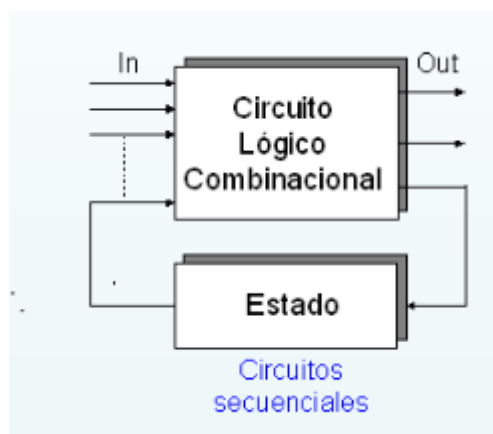 In
Out
Circuito
Lógico
Combinacional
Estado
Circuitos
secuenciales